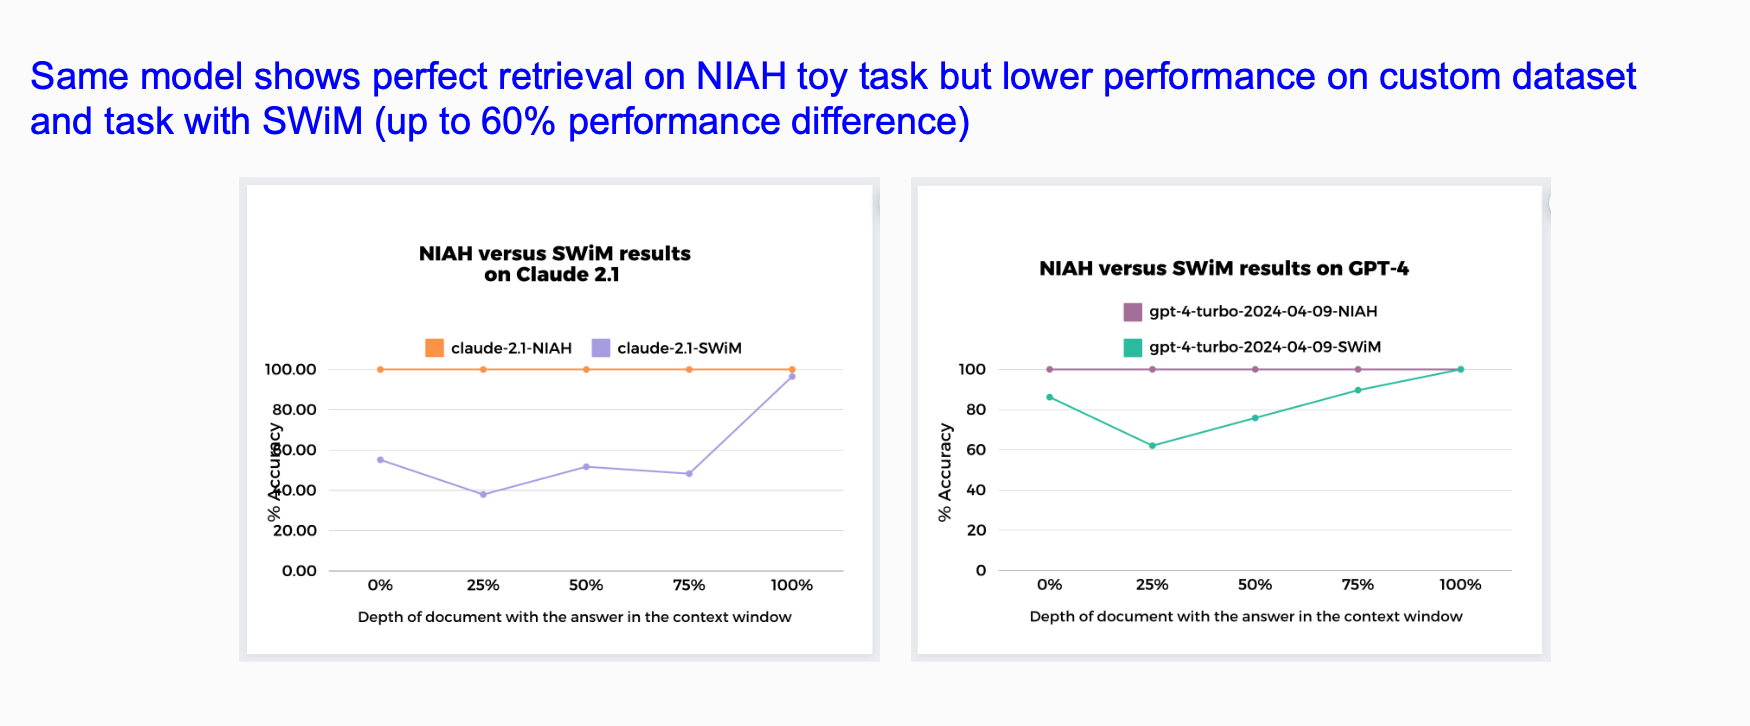 Same model shows perfect retrieval on NIAH toy task but lower performance on custom dataset
and task with SWiM (up to 60% performance difference)
NIAH versus SWiM results
on Claude 2.1
claude-2.1-NIAH
claude-2.1-SWiM
100.00
80.00
60.00
40.00
20.00
0.00
% Accuracy
0%
25%
50%
75%
100%
Depth of document with the answer in the context window
NIAH versus SWiM results on GPT-4
gpt-4-turbo-2024-04-09-NIAH
gpt-4-turbo-2024-04-09-SWiM
100
80
60
40
20
0
% Accuracy
0%
25%
50%
75%
100%
Depth of document with the answer in the context window